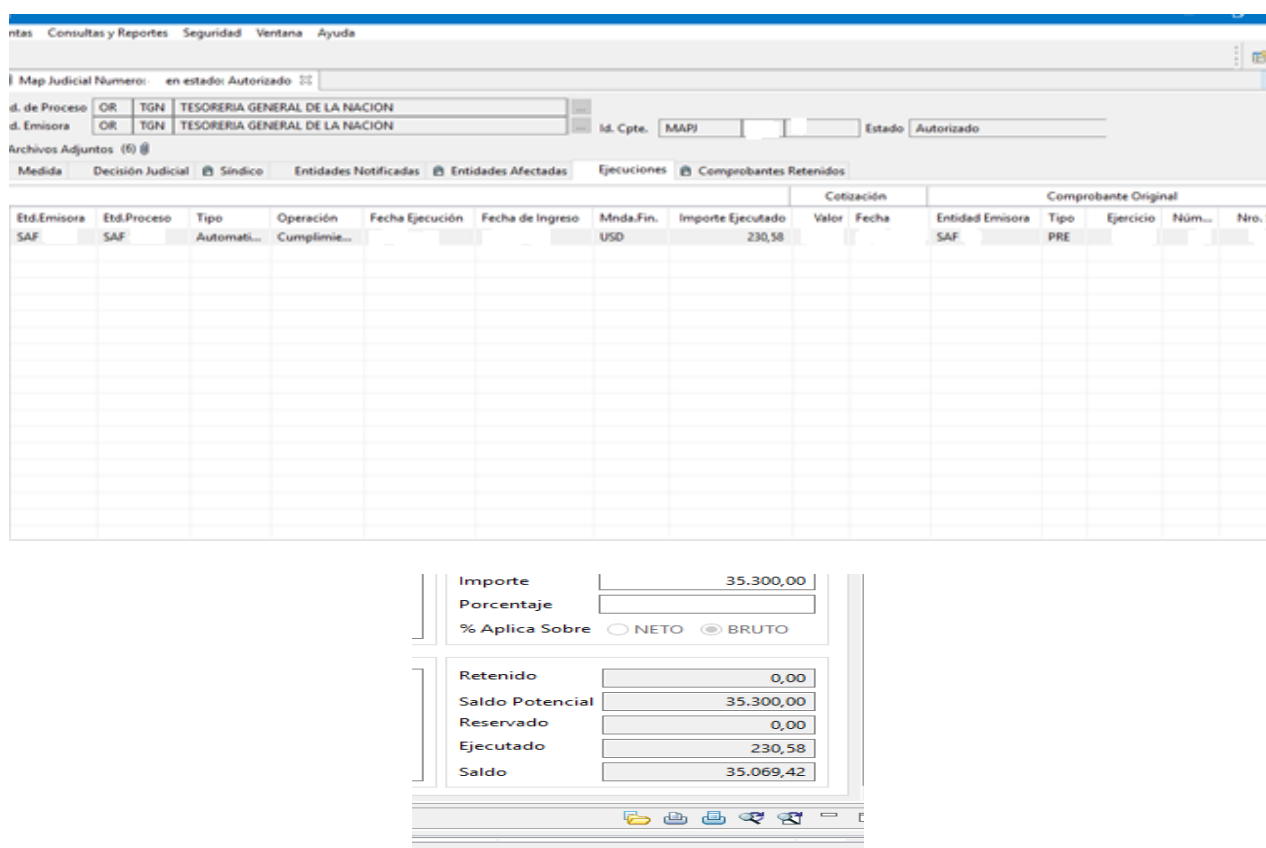 ntas Consultas y Reportes Seguridad Ventana Ayuda
Map Judicial Numero: en estado: Autorizado
d. de Proceso OR TGN TESORERIA GENERAL DE LA NACION ...
d. Emisora OR TGN TESORERIA GENERAL DE LA NACION ... Id. Cpte. MAPJ Estado Autorizado
Archivos Adjuntos (6)
Medida Decisión Judicial Síndico Entidades Notificadas Entidades Afectadas Ejecuciones Comprobantes Retenidos
Cotización Comprobante Original
Etd.Emisora Etd.Proceso Tipo Operación Fecha Ejecución Fecha de Ingreso Mnda.Fin. Importe Ejecutado Valor Fecha Entidad Emisora Tipo Ejercicio Núm... Nro.
SAF SAF Automati... Cumplimie... USD 230,58 SAF PRE
Importe 35.300,00
Porcentaje
% Aplica Sobre NETO BRUTO
Retenido 0,00
Saldo Potencial 35.300,00
Reservado 0,00
Ejecutado 230,58
Saldo 35.069,42